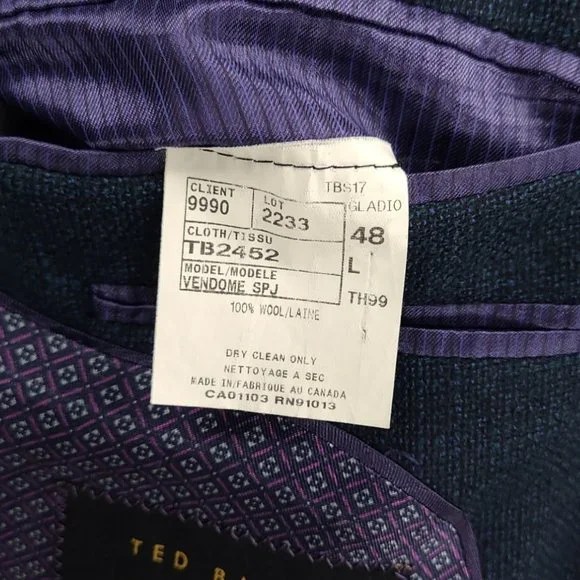 TBS17
CLIENT LOT GLADIO
9990 2233
CLOTH/TISSU 48
TB2452
MODEL/MODELE L
VENDOME SPJ TH99
100% WOOL/LAINE
DRY CLEAN ONLY
NETTOYAGE A SEC
MADE IN/FABRIQUE AU CANADA
CA01103 RN91013
TED